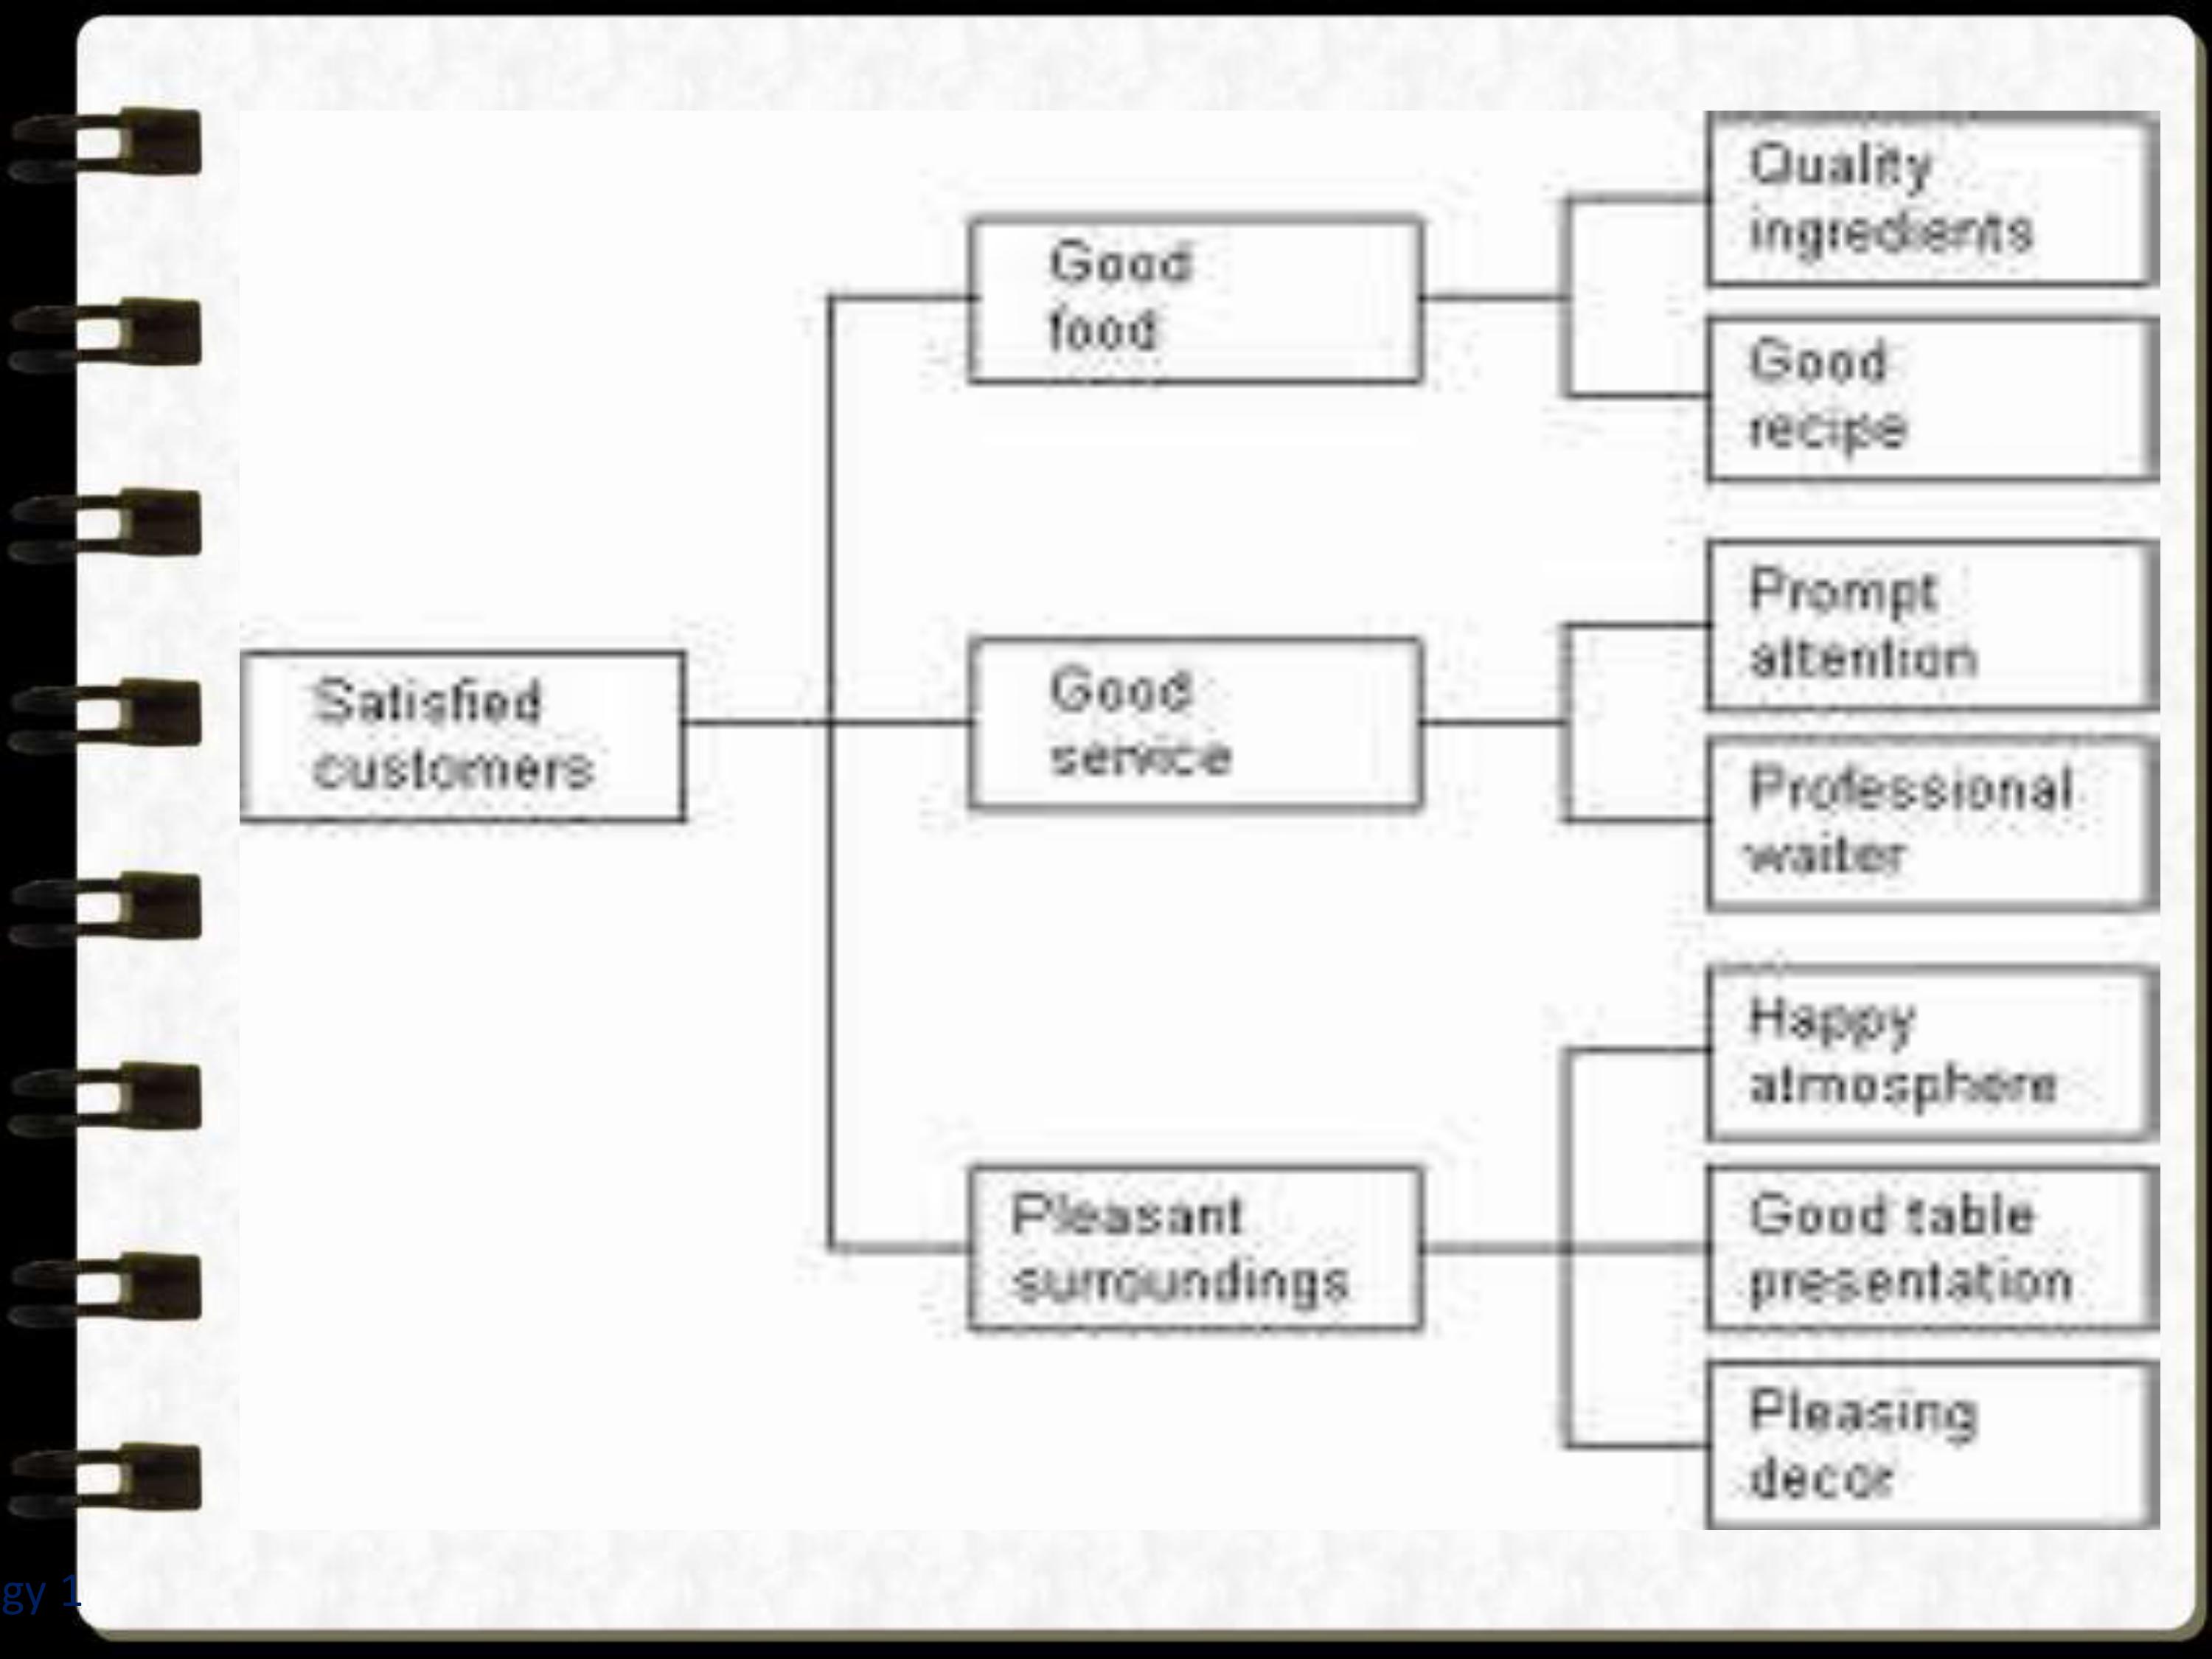 Quality
ingredients
Good
food
Good
recipe
Prompt
attention
Satisfied
customers
Good
service
Professional
waiter
Happy
atmosphere
Pleasant
surroundings
Good table
presentation
Pleasing
decor
gy 1